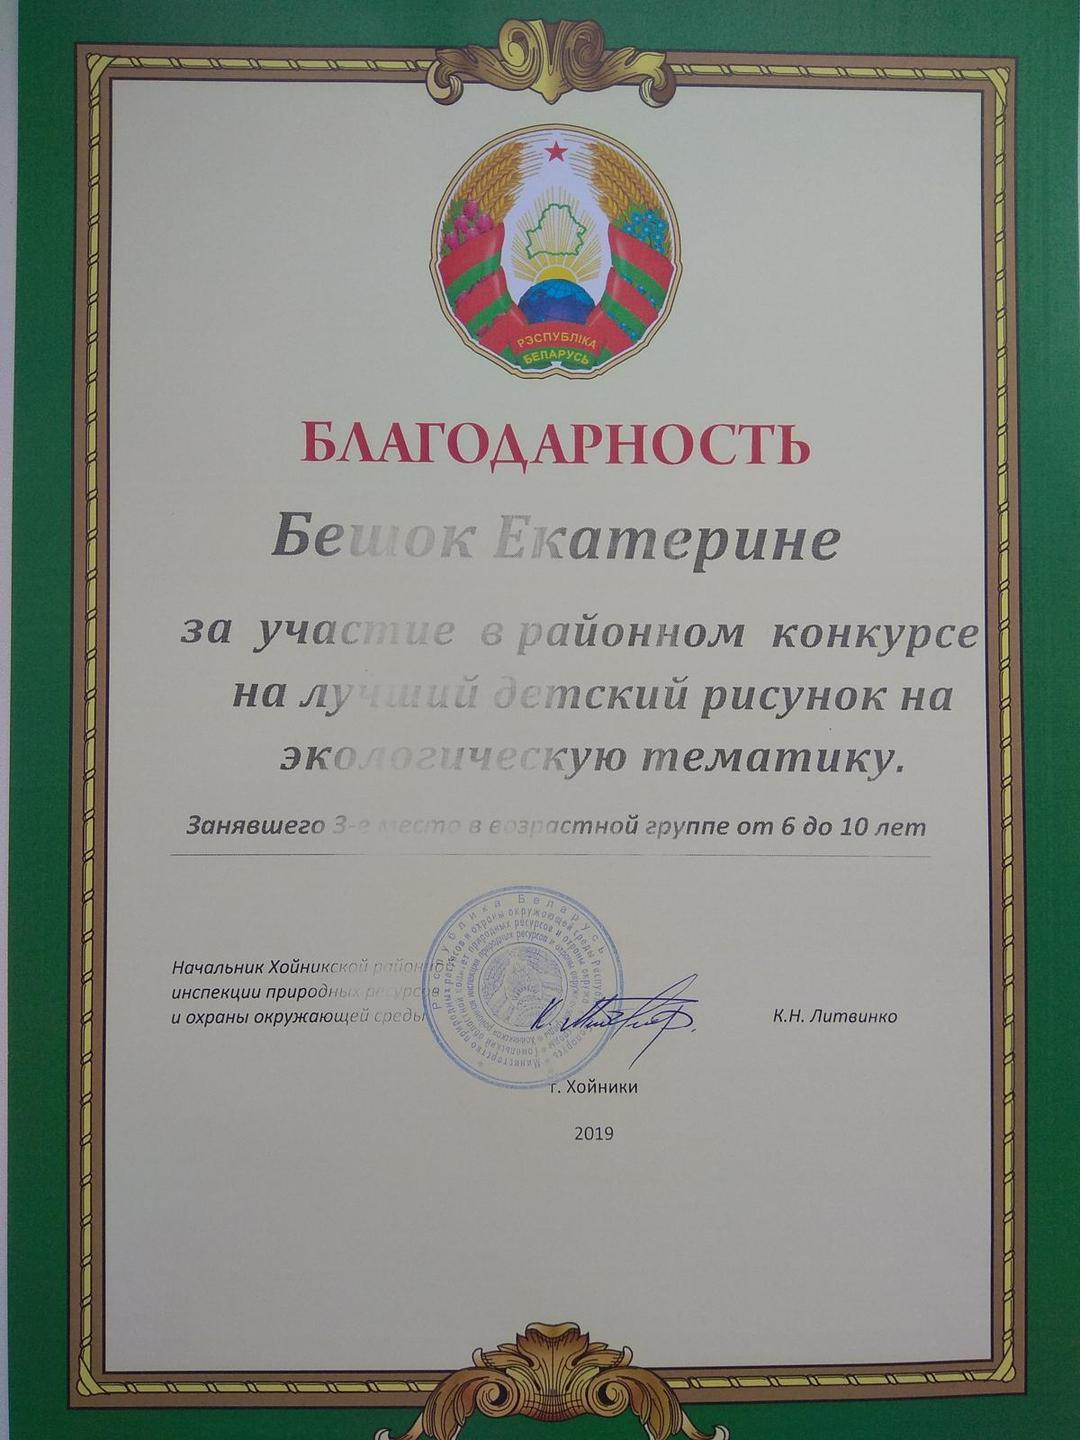 РЭСПУБЛІКА
БЕЛАРУСЬ
БЛАГОДАРНОСТЬ
Бешок Екатерине
за участие в районном конкурсе
на лучший детский рисунок на
экологическую тематику.
Занявшего 3-е место в возрастной группе от 6 до 10 лет
Начальник Хойникской районной
инспекции природных ресурсов
и охраны окружающей среды
К.Н. Литвинко
Республика Беларусь
г. Хойники
2019